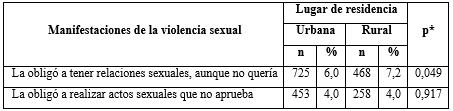 Manifestaciones de la violencia sexual Lugar de residencia p*
Urbana Rural
n % n %
La obligó a tener relaciones sexuales, aunque no quería 725 6,0 468 7,2 0,049
La obligó a realizar actos sexuales que no aprueba 453 4,0 258 4,0 0,917